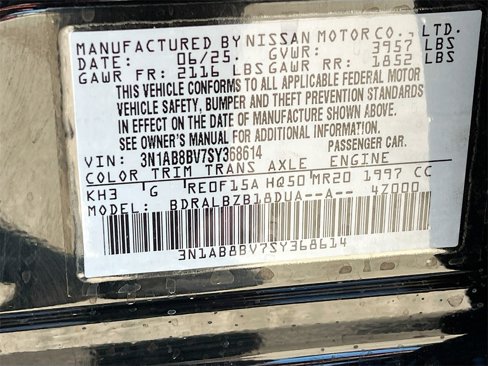 MANUFACTURED BY NISSAN MOTOR CO., LTD.
DATE: 06/25. GVWR: 3957 LBS
GAWR FR: 2116 LBS GAWR RR: 1852 LBS
THIS VEHICLE CONFORMS TO ALL APPLICABLE FEDERAL MOTOR
VEHICLE SAFETY, BUMPER AND THEFT PREVENTION STANDARDS
IN EFFECT ON THE DATE OF MANUFACTURE SHOWN ABOVE.
SEE OWNER'S MANUAL FOR ADDITIONAL INFORMATION.
VIN: 3N1AB8BV7SY368614 PASSENGER CAR.
COLOR TRIM TRANS AXLE ENGINE
KH3 G RE0F15A HQ50 MR20 1997 CC
MODEL: BDRALBZB18DUA--A-- 4Z000
3N1AB8BV7SY368614